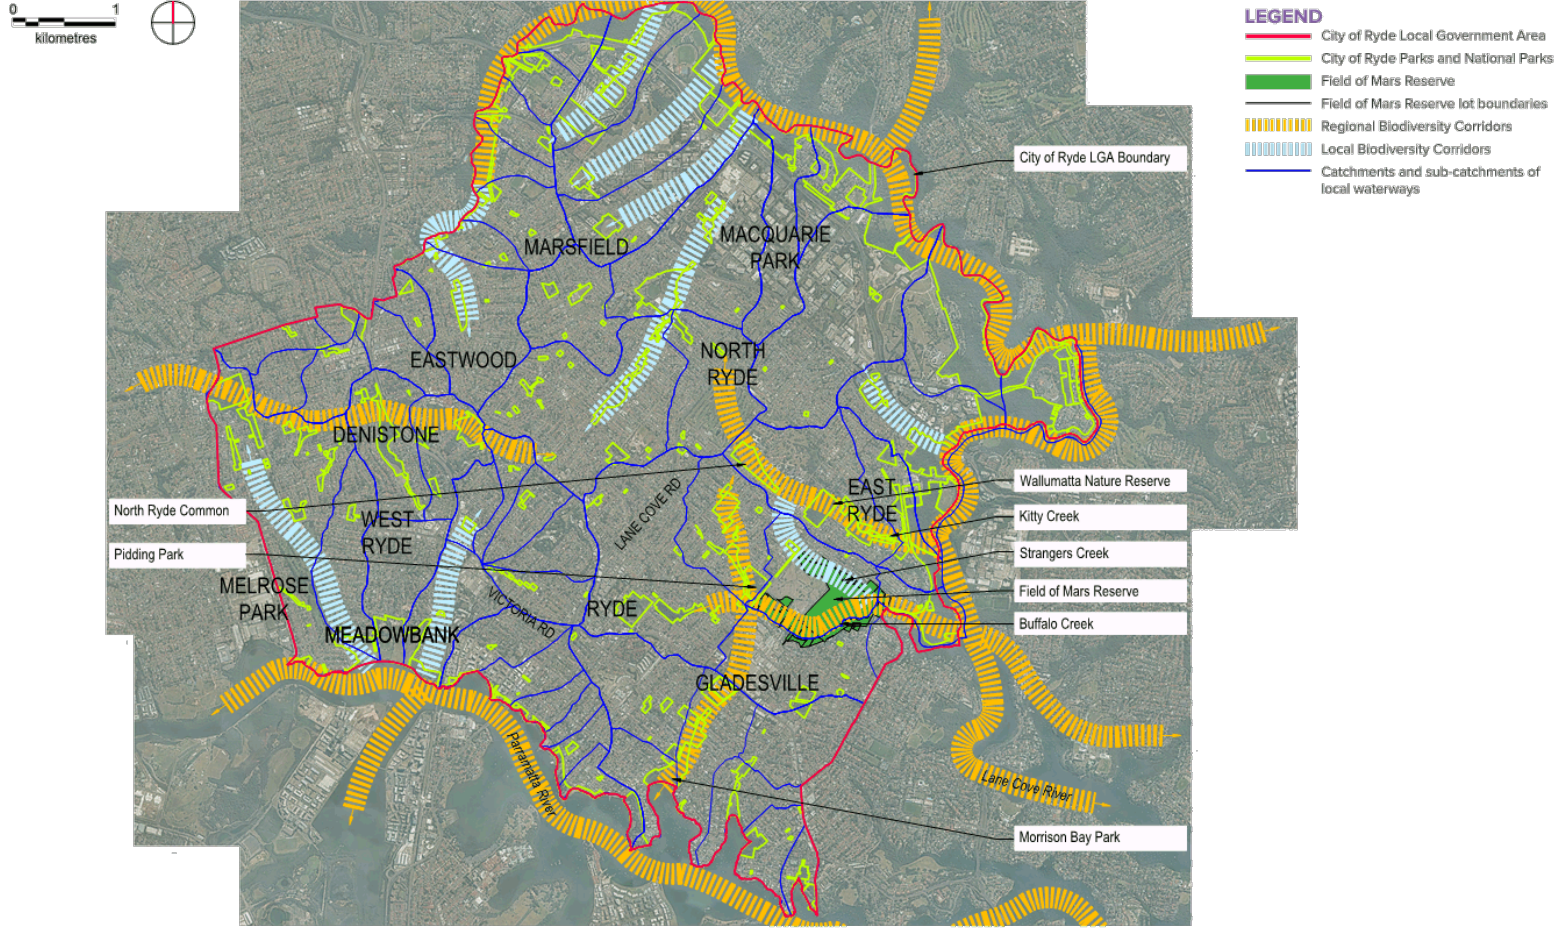 0 1
kilometres
LEGEND
City of Ryde Local Government Area
City of Ryde Parks and National Parks
Field of Mars Reserve
Field of Mars Reserve lot boundaries
Regional Biodiversity Corridors
Local Biodiversity Corridors
Catchments and sub-catchments of
local waterways
City of Ryde LGA Boundary
MARSFIELD
MACQUARIE
PARK
EASTWOOD
NORTH
RYDE
DENISTONE
Wallumatta Nature Reserve
EAST
RYDE
North Ryde Common
LANE COVE RD
Kitty Creek
WEST
RYDE
Pidding Park
Strangers Creek
MELROSE
PARK
VICTORIA RD
RYDE
Field of Mars Reserve
Buffalo Creek
MEADOWBANK
GLADESVILLE
Parramatta River
Lane Cove River
Morrison Bay Park